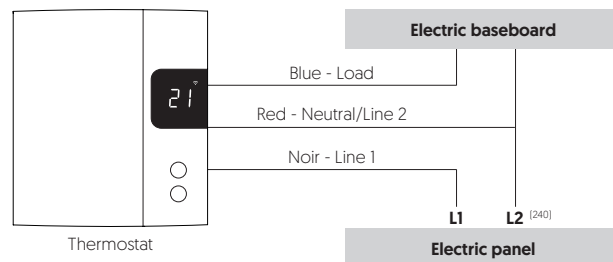 Electric baseboard
Blue - Load
21
Red - Neutral/Line 2
Noir - Line 1
L1 L2 (240)
Thermostat
Electric panel